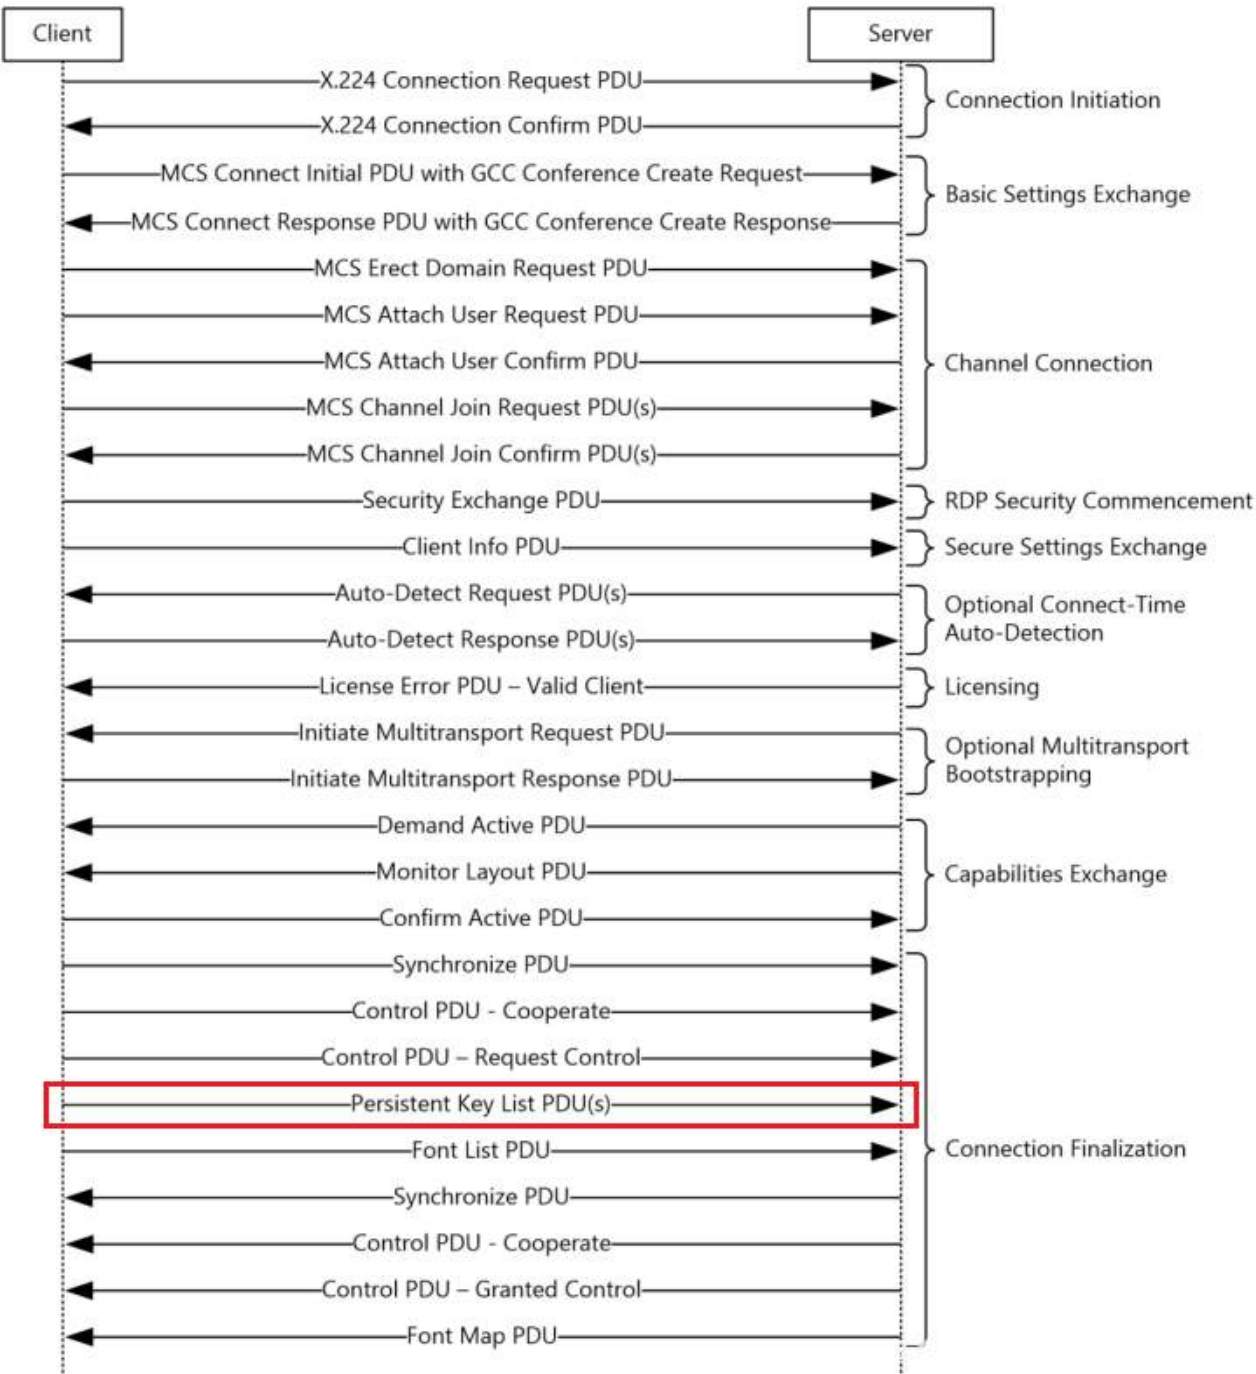 Client
Server
X.224 Connection Request PDU
Connection Initiation
X.224 Connection Confirm PDU
MCS Connect Initial PDU with GCC Conference Create Request
Basic Settings Exchange
MCS Connect Response PDU with GCC Conference Create Response
MCS Erect Domain Request PDU
MCS Attach User Request PDU
MCS Attach User Confirm PDU
Channel Connection
MCS Channel Join Request PDU(s)
MCS Channel Join Confirm PDU(s)
Security Exchange PDU
RDP Security Commencement
Client Info PDU
Secure Settings Exchange
Auto-Detect Request PDU(s)
Optional Connect-Time
Auto-Detection
Auto-Detect Response PDU(s)
License Error PDU – Valid Client
Licensing
Initiate Multitransport Request PDU
Optional Multitransport
Bootstrapping
Initiate Multitransport Response PDU
Demand Active PDU
Monitor Layout PDU
Capabilities Exchange
Confirm Active PDU
Synchronize PDU
Control PDU - Cooperate
Control PDU – Request Control
Persistent Key List PDU(s)
Font List PDU
Connection Finalization
Synchronize PDU
Control PDU - Cooperate
Control PDU – Granted Control
Font Map PDU